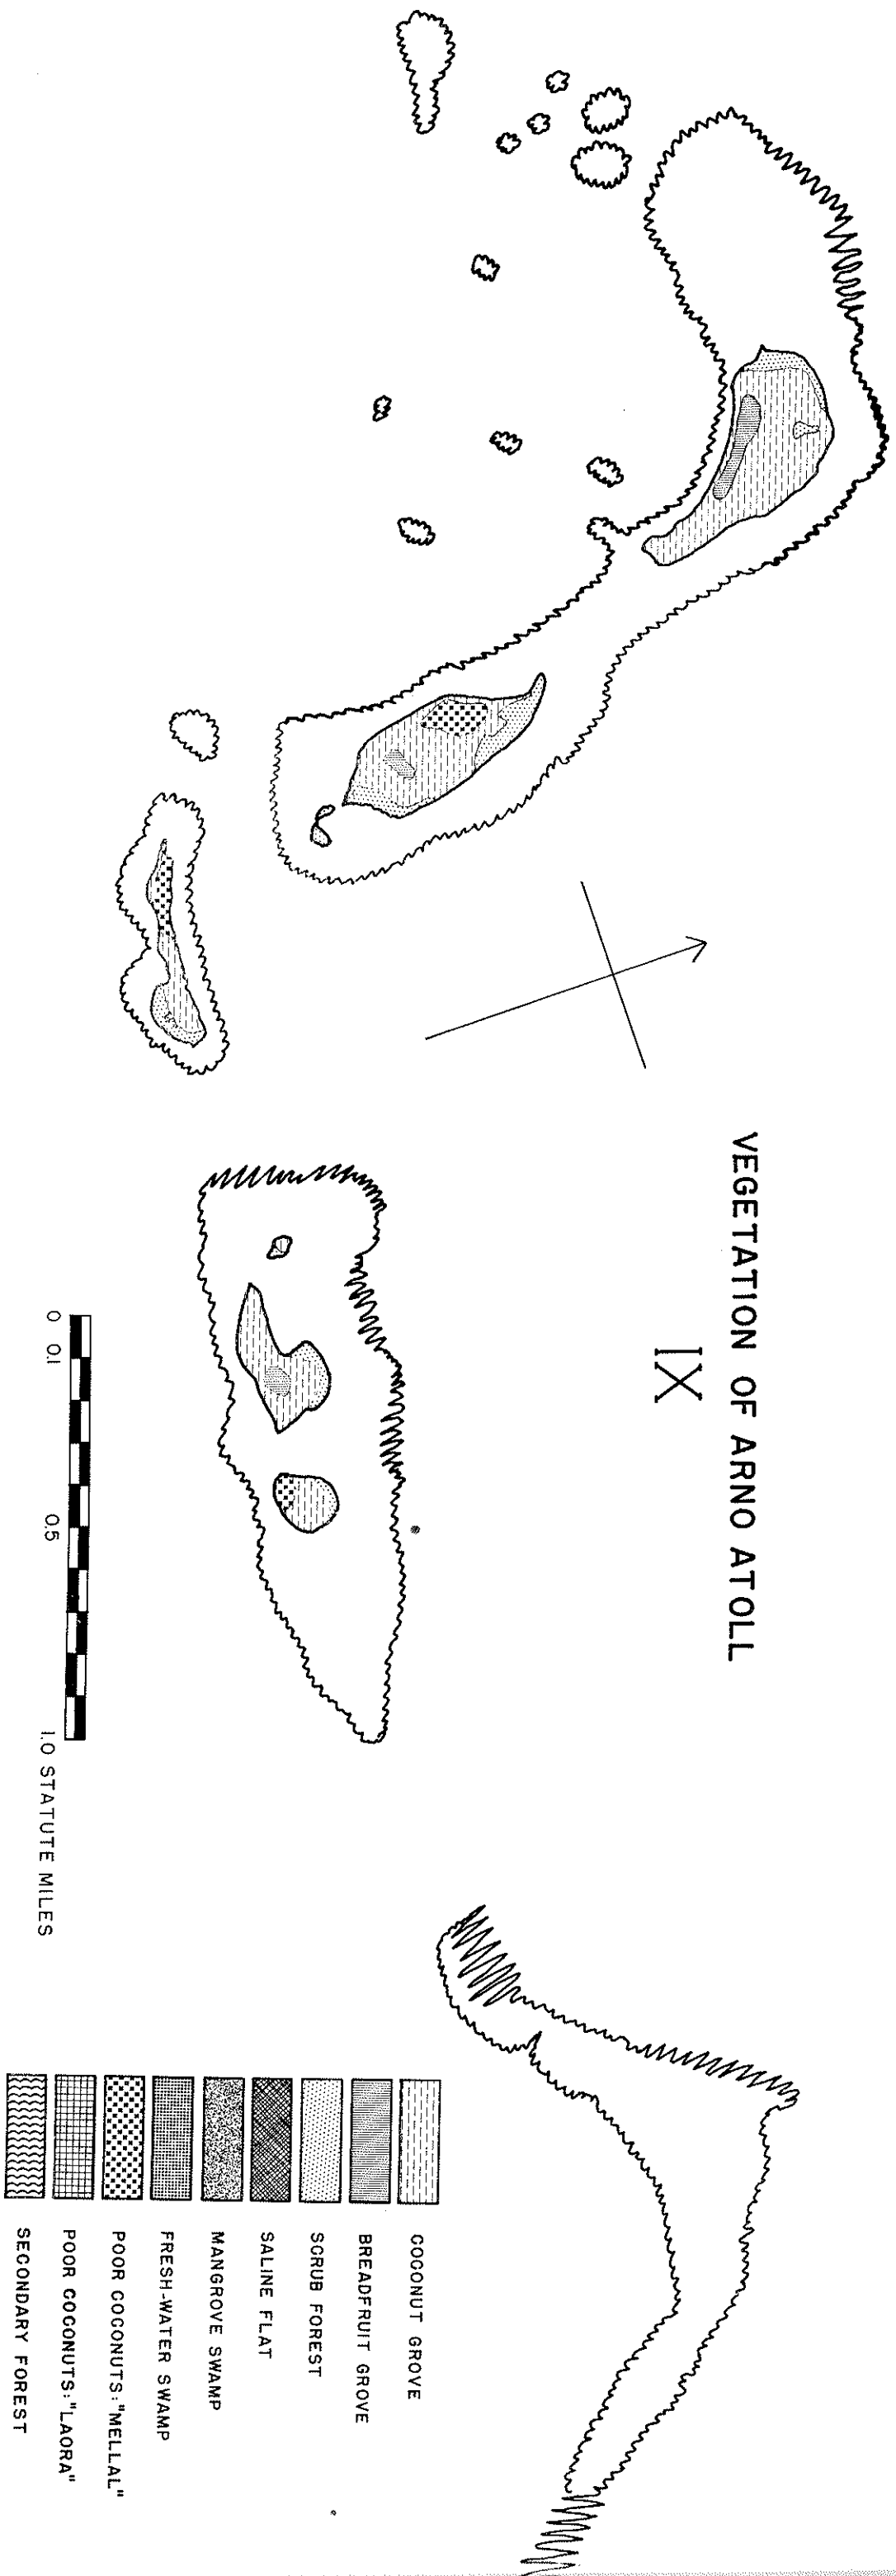 VEGETATION OF ARNO ATOLL
IX
0 0.1 0.5 1.0 STATUTE MILES
COCONUT GROVE
BREADFRUIT GROVE
SCRUB FOREST
SALINE FLAT
MANGROVE SWAMP
FRESH-WATER SWAMP
POOR COCONUTS: "MELLAL"
POOR COCONUTS: "LAORA"
SECONDARY FOREST